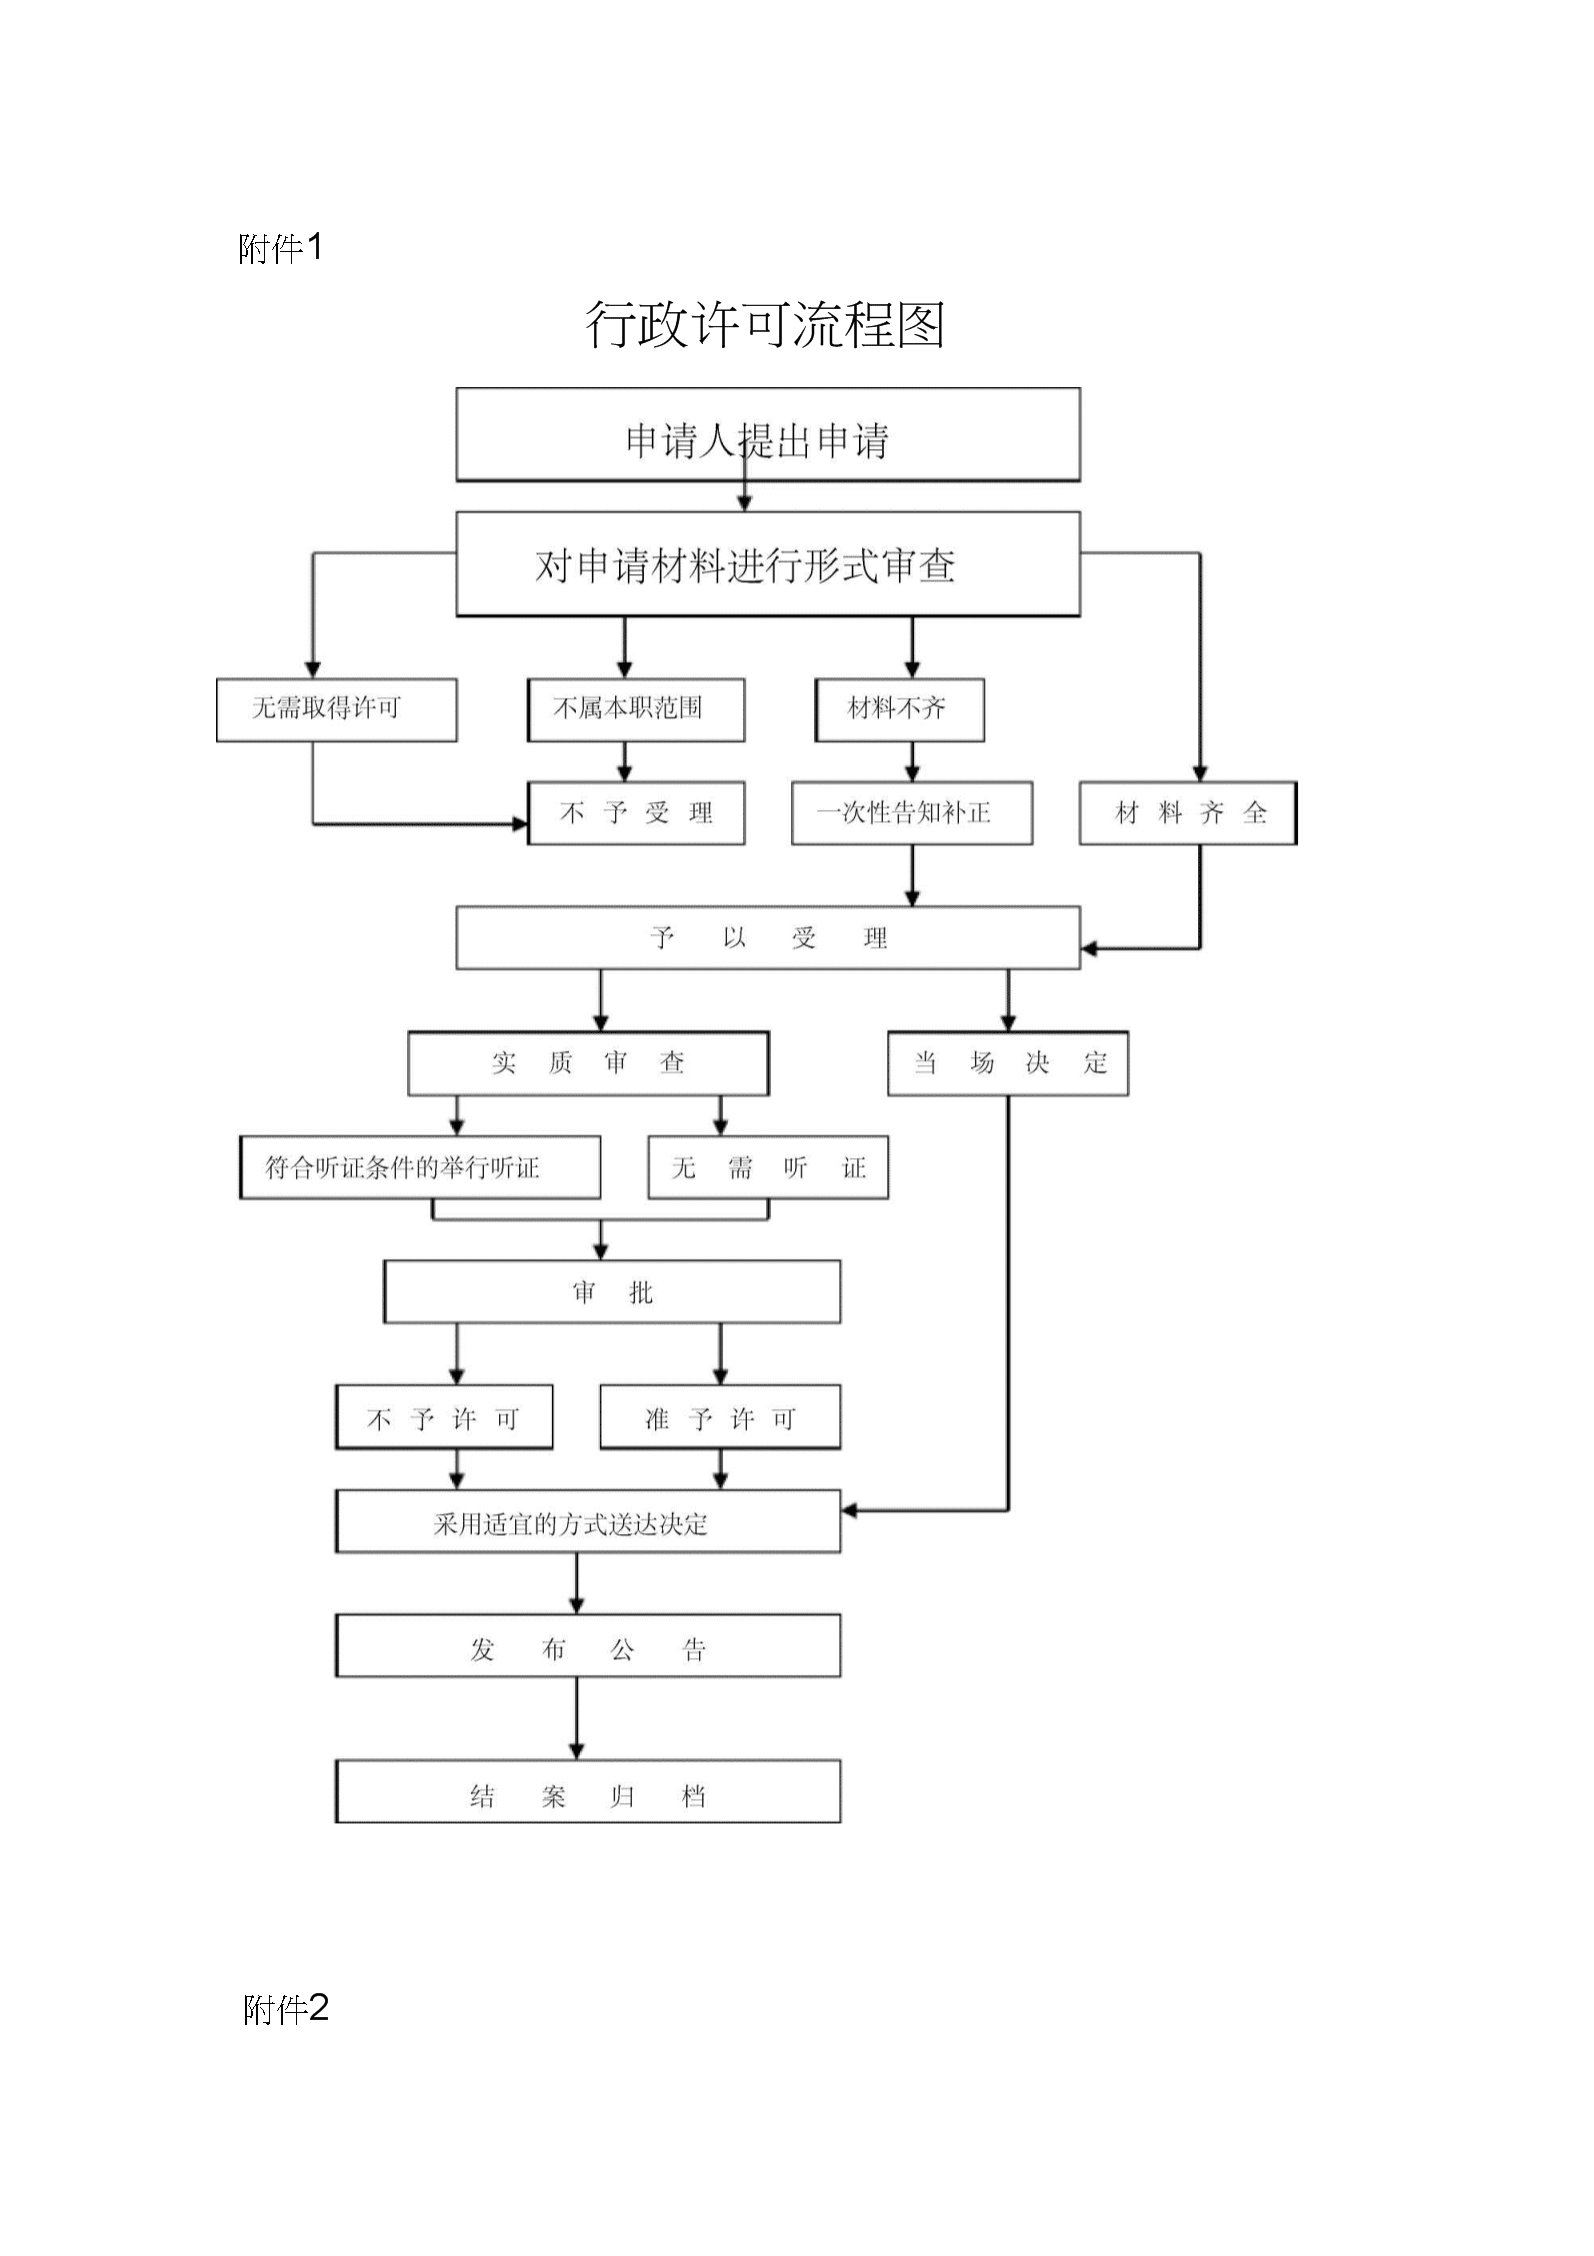 附件1
行政许可流程图
申请人提出申请
对申请材料进行形式审查
无需取得许可
不属本职范围
材料不齐
不予受理
一次性告知补正
材料齐全
予以受理
实质审查
当场决定
符合听证条件的举行听证
无需听证
审批
不予许可
准予许可
采用适宜的方式送达决定
发布公告
结案归档
附件2